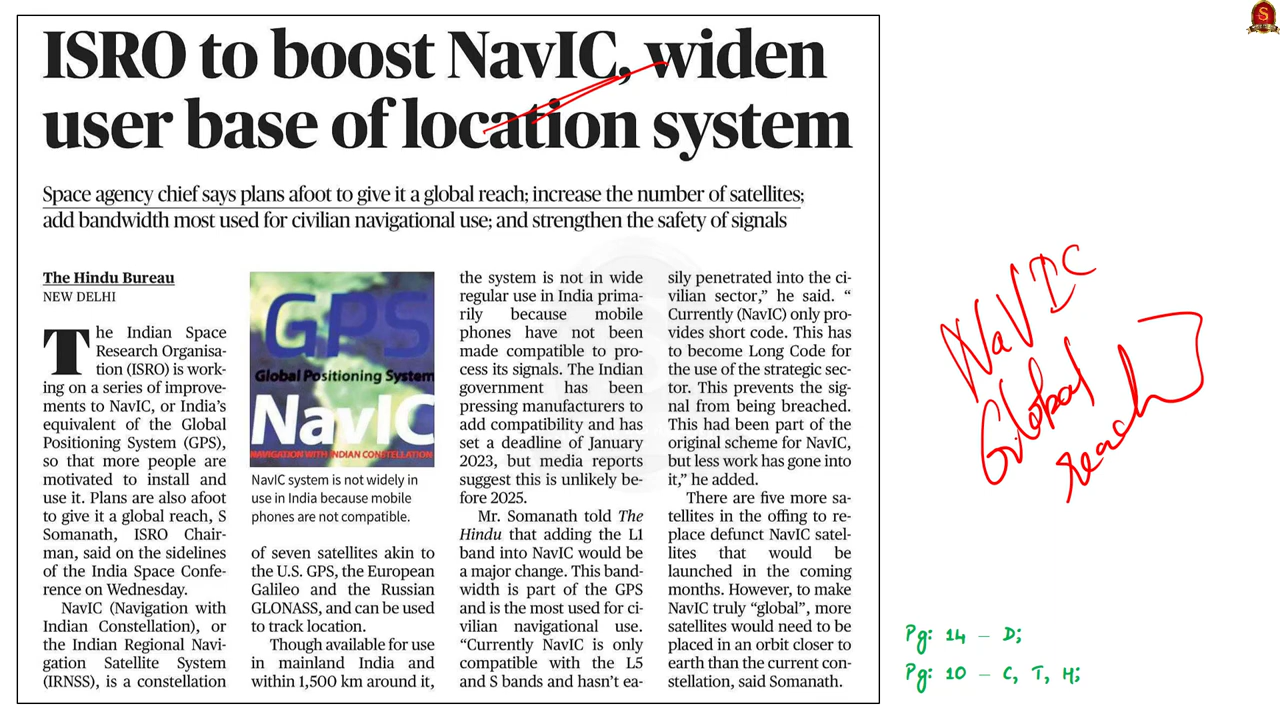 ISRO to boost NavIC, widen
user base of location system
Space agency chief says plans afoot to give it a global reach; increase the number of satellites;
add bandwidth most used for civilian navigational use; and strengthen the safety of signals
The Hindu Bureau
NEW DELHI
The Indian Space
Research Organisa-
tion (ISRO) is work-
ing on a series of improve-
ments to NavIC, or India's
equivalent of the Global
Positioning System (GPS),
so that more people are
motivated to install and
use it. Plans are also afoot
to give it a global reach, S
Somanath, ISRO Chair-
man, said on the sidelines
of the India Space Confe-
rence on Wednesday.
NavIC (Navigation with
Indian Constellation), or
the Indian Regional Navi-
gation Satellite System
(IRNSS), is a constellation
GPS
Global Positioning System
NavIC
NAVIGATION WITH INDIAN CONSTELLATION
NavIC system is not widely in
use in India because mobile
phones are not compatible.
of seven satellites akin to
the U.S. GPS, the European
Galileo and the Russian
GLONASS, and can be used
to track location.
Though available for use
in mainland India and
within 1,500 km around it,
the system is not in wide
regular use in India prima-
rily because mobile
phones have not been
made compatible to pro-
cess its signals. The Indian
government has been
pressing manufacturers to
add compatibility and has
set a deadline of January
2023, but media reports
suggest this is unlikely be-
fore 2025.
Mr. Somanath told The
Hindu that adding the L1
band into NavIC would be
a major change. This band-
width is part of the GPS
and is the most used for ci-
vilian navigational use.
"Currently NavIC is only
compatible with the L5
and S bands and hasn't ea-
sily penetrated into the ci-
vilian sector," he said. "
Currently (NavIC) only pro-
vides short code. This has
to become Long Code for
the use of the strategic sec-
tor. This prevents the sig-
nal from being breached.
This had been part of the
original scheme for NavIC,
but less work has gone into
it," he added.
There are five more sa-
tellites in the offing to re-
place defunct NavIC satel-
lites that would be
launched in the coming
months. However, to make
NavIC truly "global", more
satellites would need to be
placed in an orbit closer to
earth than the current con-
stellation, said Somanath.
NaVIC
Global
reach
Pg: 14 – D;
Pg: 10 – C, T, H;